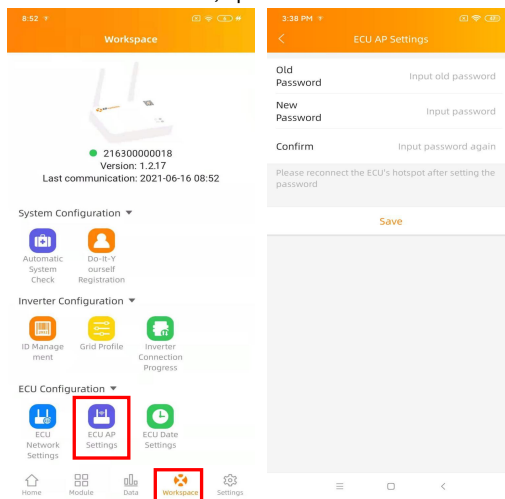 8:52
Workspace
216300000018
Version: 1.2.17
Last communication: 2021-06-16 08:52
System Configuration
Automatic
System
Check
Do-It-Y
ourself
Registration
Inverter Configuration
ID Manage
ment
Grid Profile
Inverter
Connection
Progress
ECU Configuration
ECU
Network
Settings
ECU AP
Settings
ECU Date
Settings
Home
Module
Data
Workspace
Settings
3:38 PM
ECU AP Settings
Old
Password
Input old password
New
Password
Input password
Confirm
Input password again
Please reconnect the ECU's hotspot after setting the
password
Save